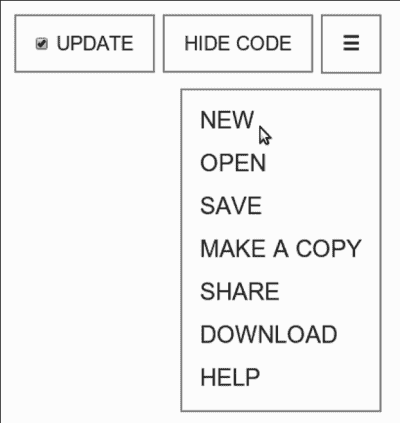 UPDATE HIDE CODE ☰
NEW
OPEN
SAVE
MAKE A COPY
SHARE
DOWNLOAD
HELP